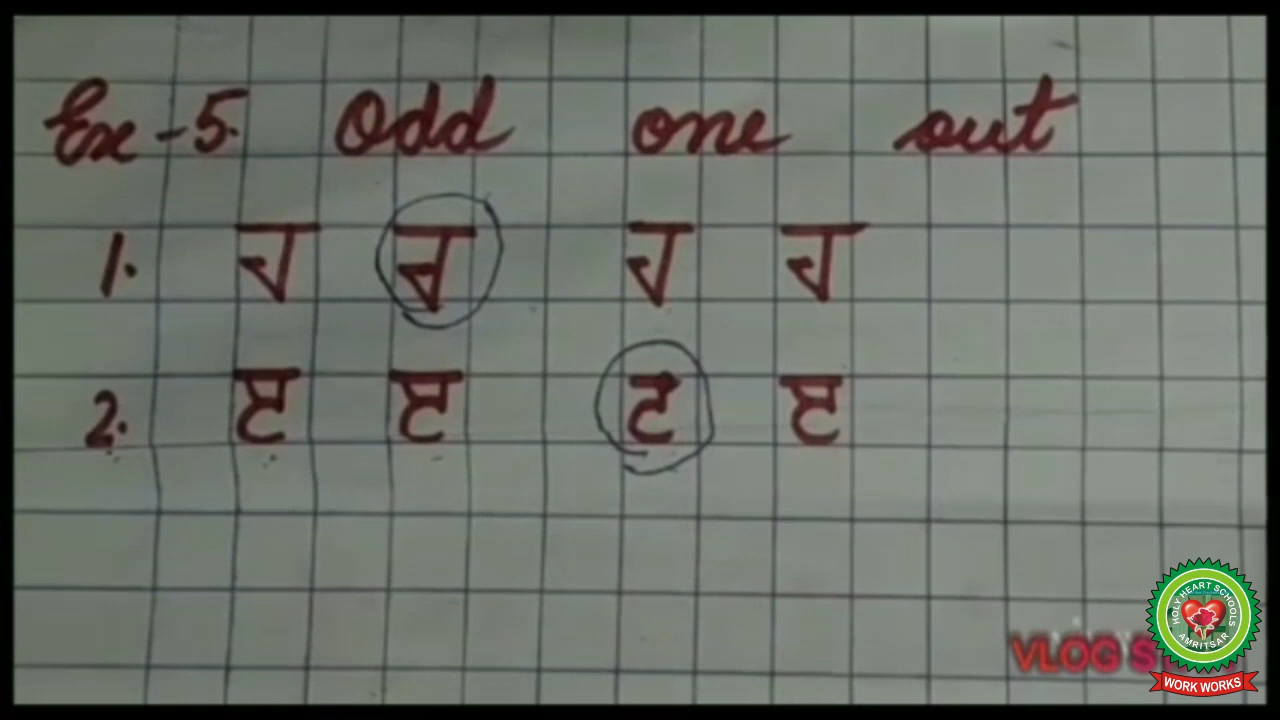 Ex-5. Odd one out
1. ਰ ਚ ਰ ਰ
2. ਣ ਣ ਟ ਣ
VLOG
HOLY HEART SCHOOLS
AMRITSAR
WORK WORKS